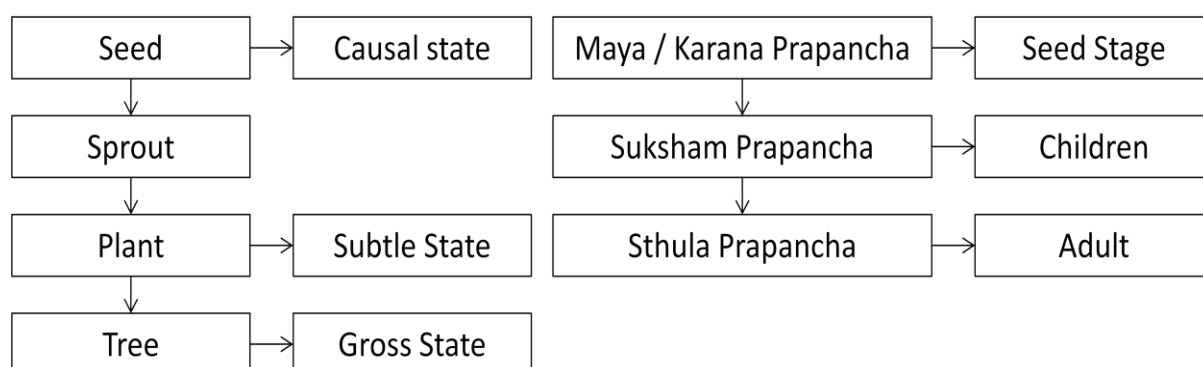 Seed
Causal state
Maya / Karana Prapancha
Seed Stage
Sprout
Suksham Prapancha
Children
Plant
Subtle State
Sthula Prapancha
Adult
Tree
Gross State